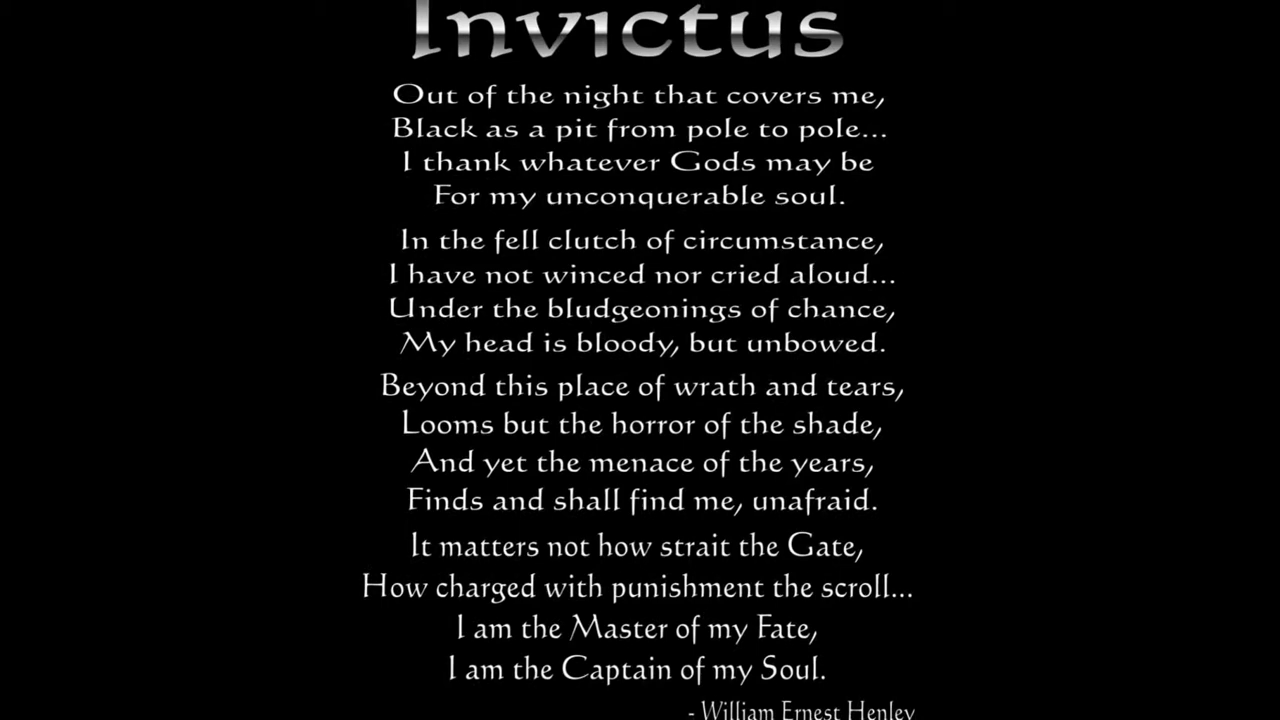 Invictus
Out of the night that covers me,
Black as a pit from pole to pole...
I thank whatever Gods may be
For my unconquerable soul.
In the fell clutch of circumstance,
I have not winced nor cried aloud...
Under the bludgeonings of chance,
My head is bloody, but unbowed.
Beyond this place of wrath and tears,
Looms but the horror of the shade,
And yet the menace of the years,
Finds and shall find me, unafraid.
It matters not how strait the Gate,
How charged with punishment the scroll...
I am the Master of my Fate,
I am the Captain of my Soul.
- William Ernest Henley